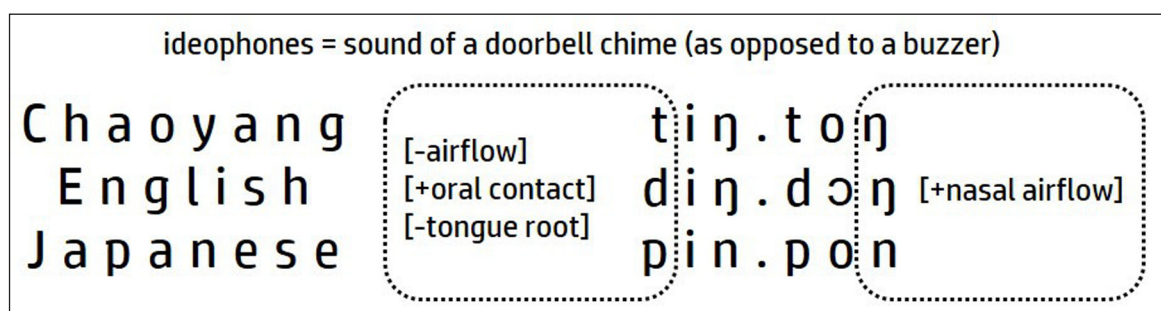 ideophones = sound of a doorbell chime (as opposed to a buzzer)
Chaoyang tiŋ.toŋ
[-airflow]
English [+oral contact] diŋ.dɔŋ [+nasal airflow]
[-tongue root]
Japanese pin.pon